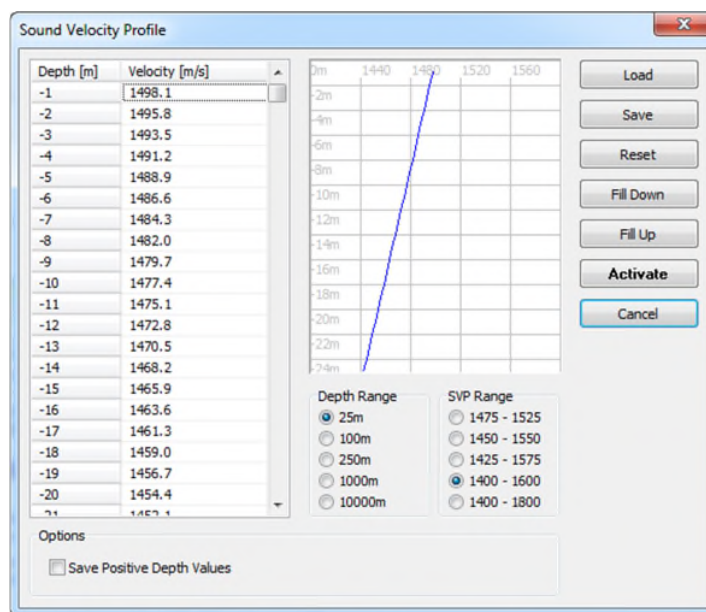 Sound Velocity Profile
Depth [m] Velocity [m/s]
-1 1498.1
-2 1495.8
-3 1493.5
-4 1491.2
-5 1488.9
-6 1486.6
-7 1484.3
-8 1482.0
-9 1479.7
-10 1477.4
-11 1475.1
-12 1472.8
-13 1470.5
-14 1468.2
-15 1465.9
-16 1463.6
-17 1461.3
-18 1459.0
-19 1456.7
-20 1454.4
-21 1452.1
0m 1440 1480 1520 1560
-2m
-4m
-6m
-8m
-10m
-12m
-14m
-16m
-18m
-20m
-22m
-24m
Load
Save
Reset
Fill Down
Fill Up
Activate
Cancel
Depth Range
25m
100m
250m
1000m
10000m
SVP Range
1475 - 1525
1450 - 1550
1425 - 1575
1400 - 1600
1400 - 1800
Options
Save Positive Depth Values